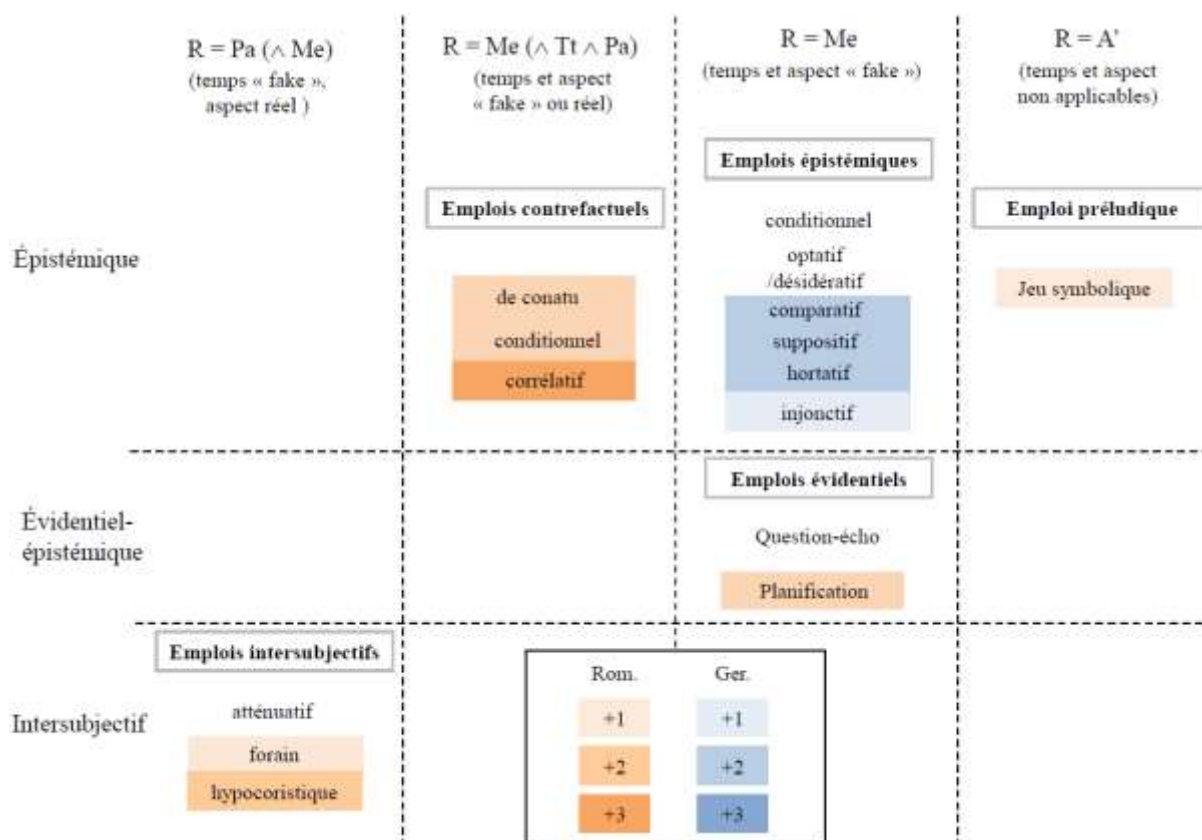 R = Pa (∧ Me)
(temps « fake »,
aspect réel )
R = Me (∧ Tt ∧ Pa)
(temps et aspect
« fake » ou réel)
R = Me
(temps et aspect « fake »)
R = A'
(temps et aspect
non applicables)
Épistémique
Emplois contrefactuels
de conatu
conditionnel
corrélatif
Emplois épistémiques
conditionnel
optatif
/désidératif
comparatif
suppositif
hortatif
injonctif
Emploi préludique
Jeu symbolique
Évidentiel-
épistémique
Emplois évidentiels
Question-écho
Planification
Intersubjectif
Emplois intersubjectifs
atténuatif
forain
hypocoristique
Rom. Ger.
+1 +1
+2 +2
+3 +3